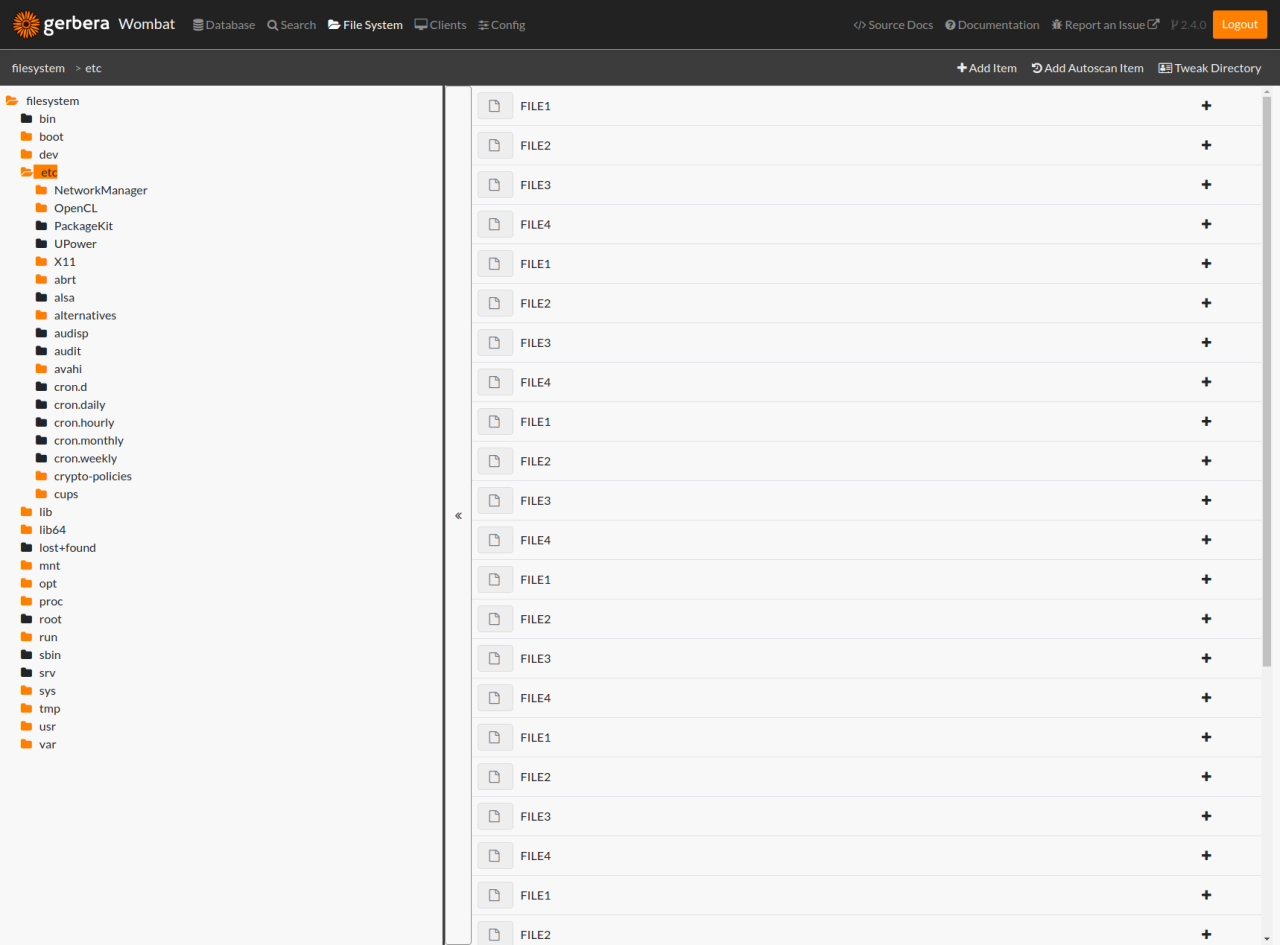 gerbera Wombat Database Search File System Clients Config Source Docs Documentation Report an Issue 2.4.0 Logout
filesystem > etc Add Item Add Autoscan Item Tweak Directory
filesystem
bin
boot
dev
etc
NetworkManager
OpenCL
PackageKit
UPower
X11
abrt
alsa
alternatives
audisp
audit
avahi
cron.d
cron.daily
cron.hourly
cron.monthly
cron.weekly
crypto-policies
cups
lib
lib64
lost+found
mnt
opt
proc
root
run
sbin
srv
sys
tmp
usr
var
«
FILE1
FILE2
FILE3
FILE4
FILE1
FILE2
FILE3
FILE4
FILE1
FILE2
FILE3
FILE4
FILE1
FILE2
FILE3
FILE4
FILE1
FILE2
FILE3
FILE4
FILE1
FILE2